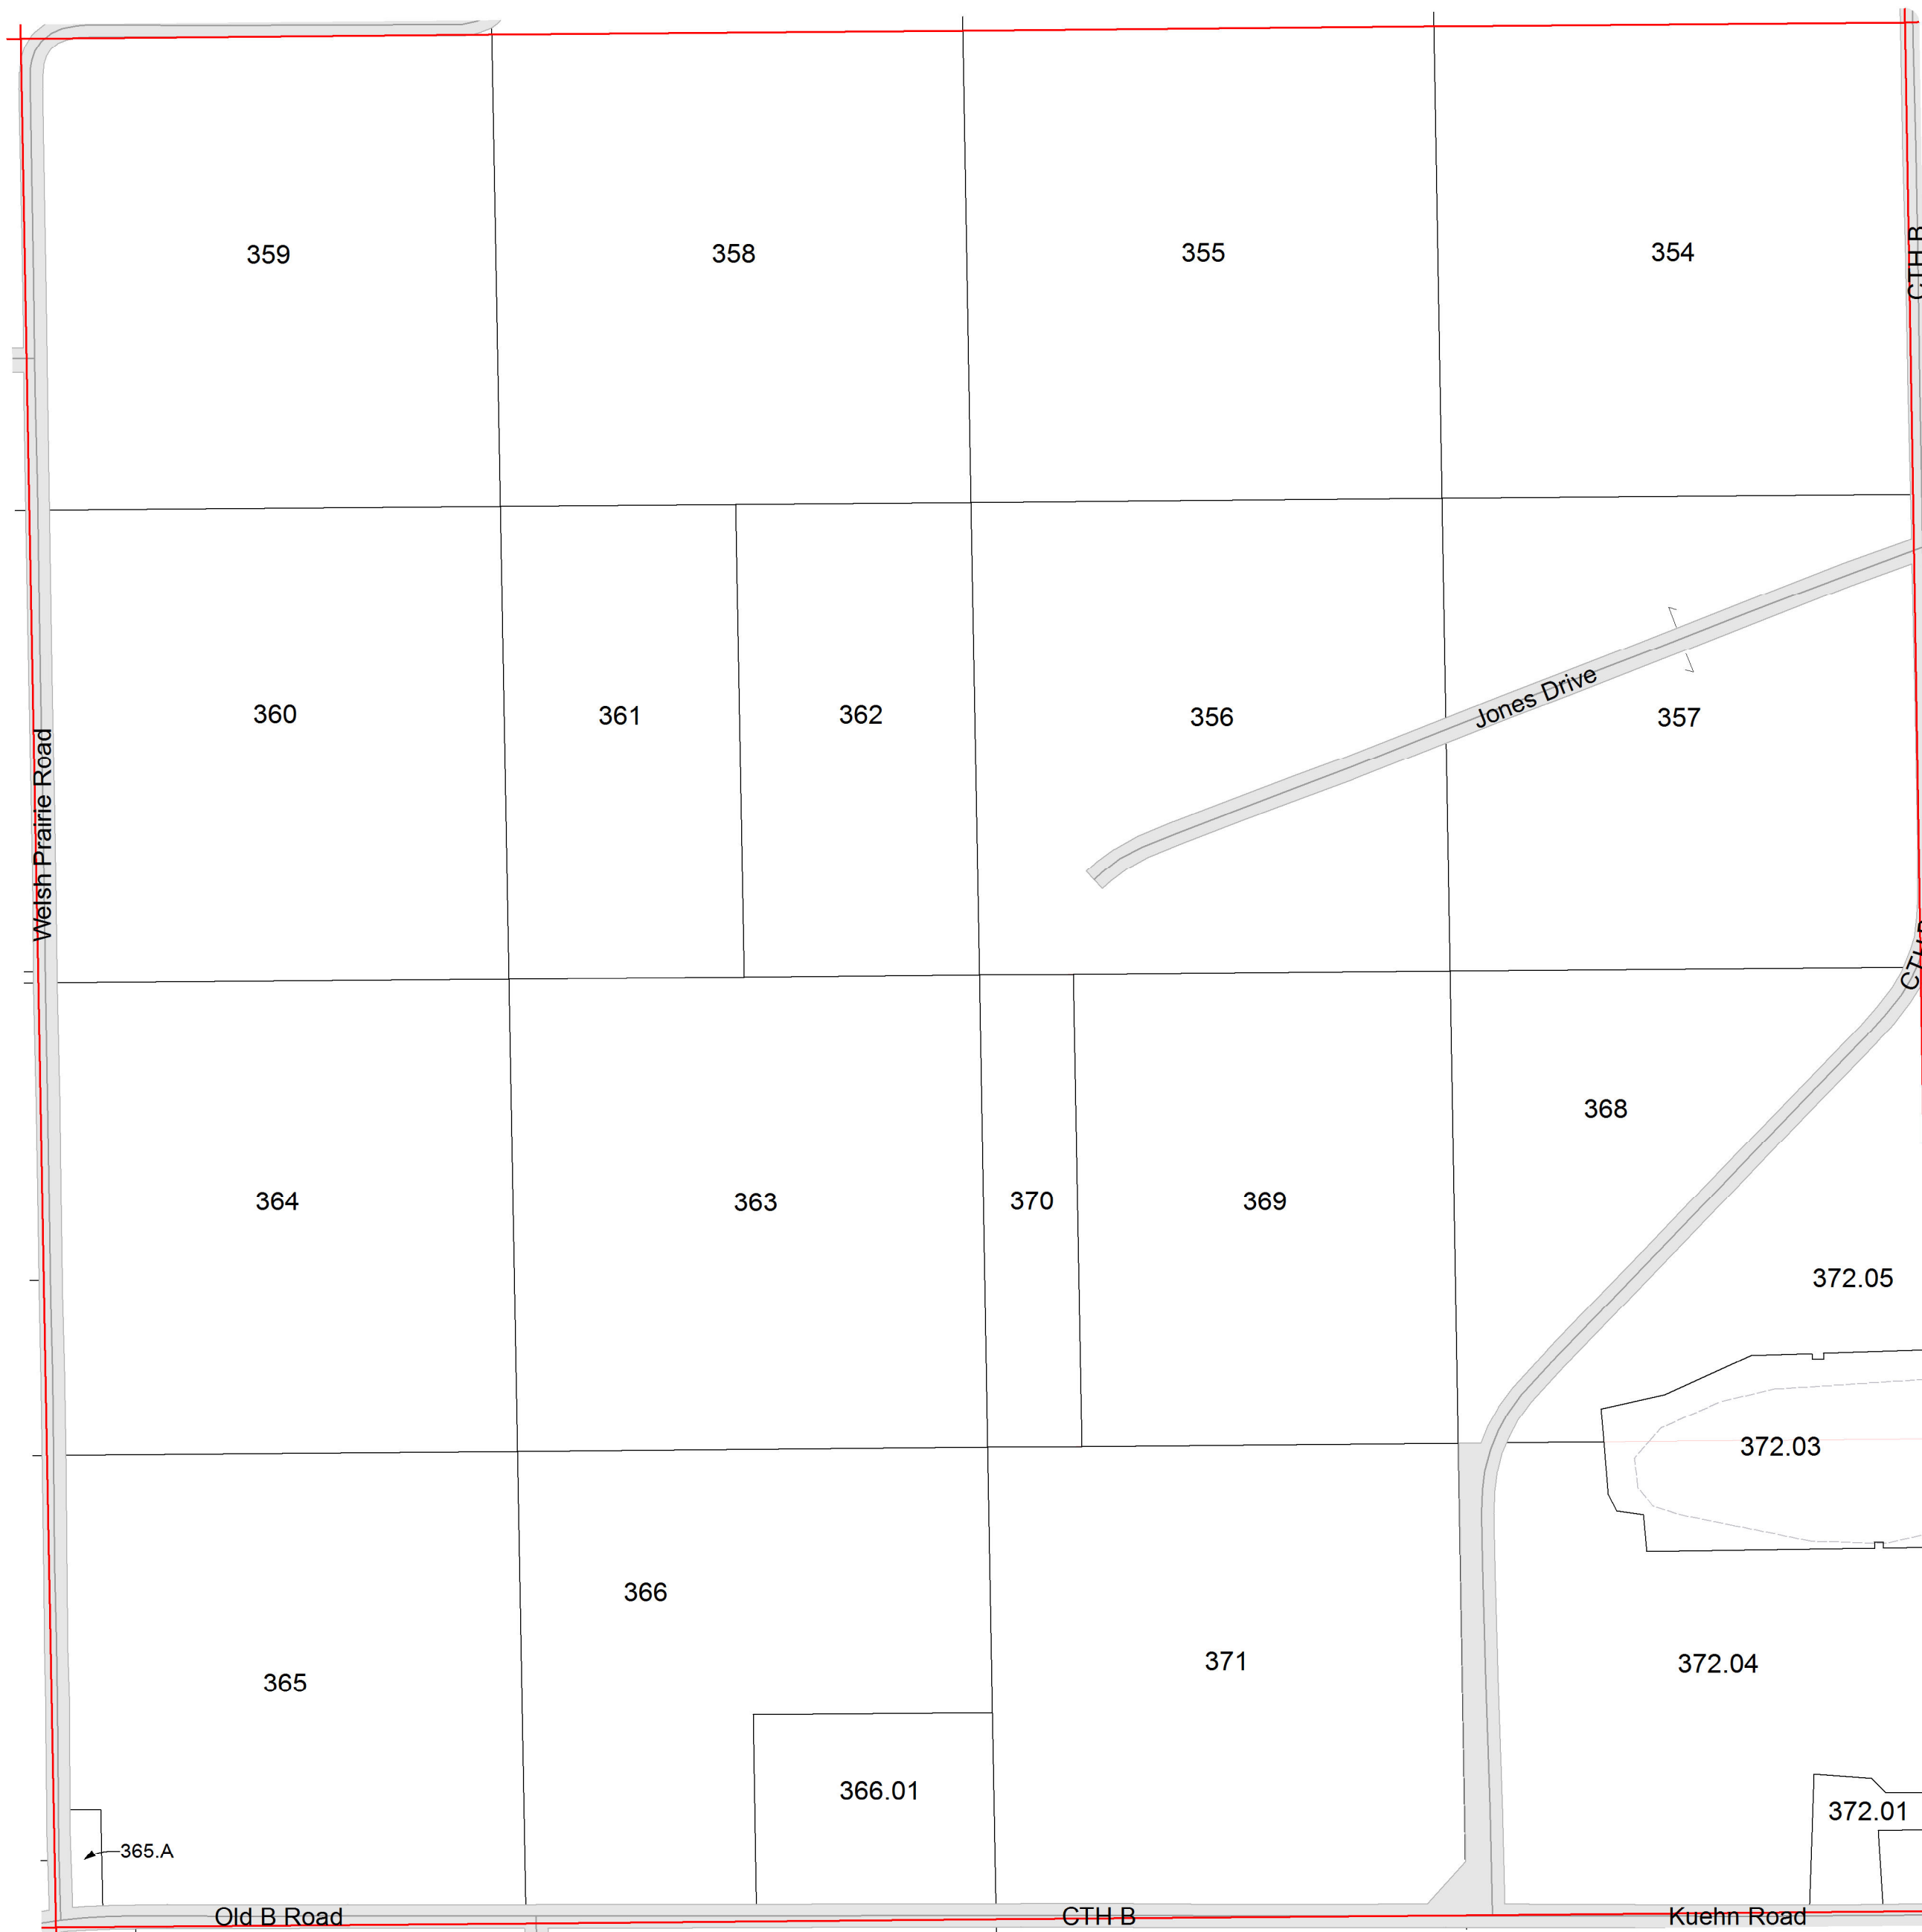 359
358
355
354
CTH B
360
361
362
356
Jones Drive
357
Welsh Prairie Road
CTH B
368
364
363
370
369
372.05
372.03
366
365
371
372.04
366.01
372.01
365.A
Old B Road
CTH B
Kuehn Road